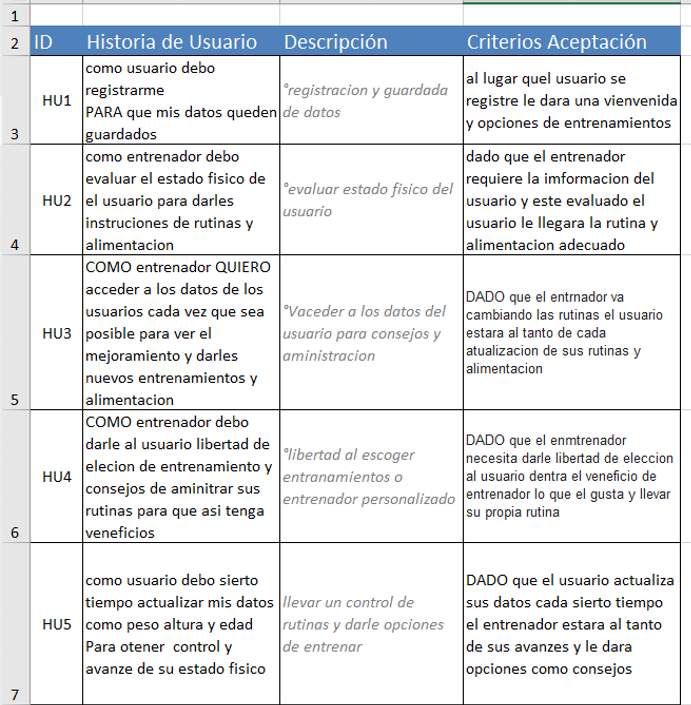 1
2 ID Historia de Usuario Descripción Criterios Aceptación
3
HU1
como usuario debo
registrarme
PARA que mis datos queden
guardados
°registracion y guardada
de datos
al lugar quel usuario se
registre le dara una vienvenida
y opciones de entrenamientos
4
HU2
como entrenador debo
evaluar el estado fisico de
el usuario para darles
instruciones de rutinas y
alimentacion
°evaluar estado fisico del
usuario
dado que el entrenador
requiere la imformacion del
usuario y este evaluado el
usuario le llegara la rutina y
alimentacion adecuado
5
HU3
COMO entrenador QUIERO
acceder a los datos de los
usuarios cada vez que sea
posible para ver el
mejoramiento y darles
nuevos entrenamientos y
alimentacion
°Vaceder a los datos del
usuario para consejos y
aministracion
DADO que el entrnador va
cambiando las rutinas el usuario
estara al tanto de cada
atualizacion de sus rutinas y
alimentacion
6
HU4
COMO entrenador debo
darle al usuario libertad de
elecion de entrenamiento y
consejos de aminitrar sus
rutinas para que asi tenga
veneficios
°libertad al escoger
entranamientos o
entrenador personalizado
DADO que el enmtrenador
necesita darle libertad de eleccion
al usuario dentra el veneficio de
entrenador lo que el gusta y llevar
su propia rutina
7
HU5
como usuario debo sierto
tiempo actualizar mis datos
como peso altura y edad
Para otener control y
avanze de su estado fisico
llevar un control de
rutinas y darle opciones
de entrenar
DADO que el usuario actualiza
sus datos cada sierto tiempo
el entrenador estara al tanto
de sus avanzes y le dara
opciones como consejos